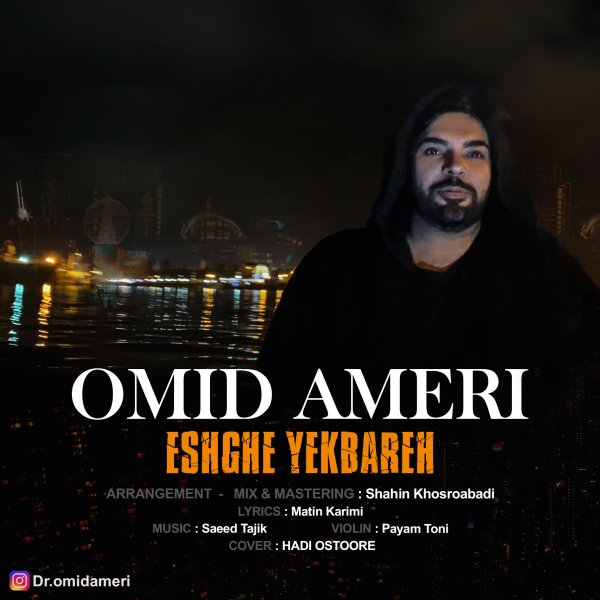 OMID AMERI
ESHGHE YEKBAREH
ARRANGEMENT - MIX & MASTERING : Shahin Khosroabadi
LYRICS : Matin Karimi
MUSIC : Saeed Tajik VIOLIN : Payam Toni
COVER : HADI OSTOORE
Dr.omidameri